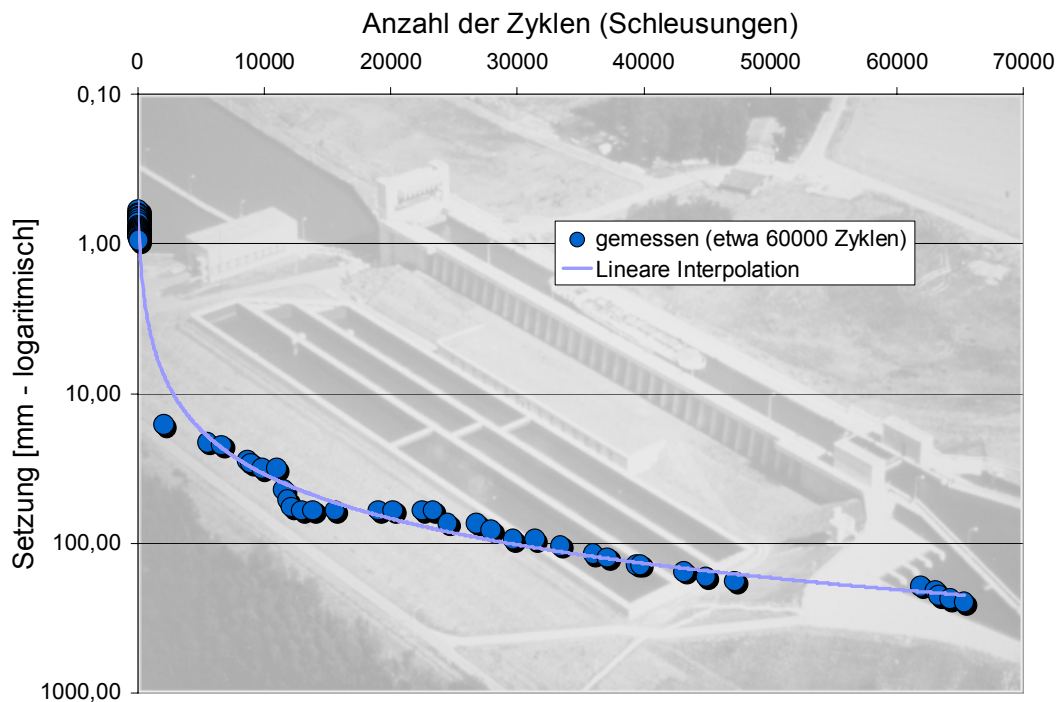 Anzahl der Zyklen (Schleusungen)
0 10000 20000 30000 40000 50000 60000 70000
0,10
1,00
10,00
100,00
1000,00
Setzung [mm - logaritmisch]
gemessen (etwa 60000 Zyklen)
Lineare Interpolation